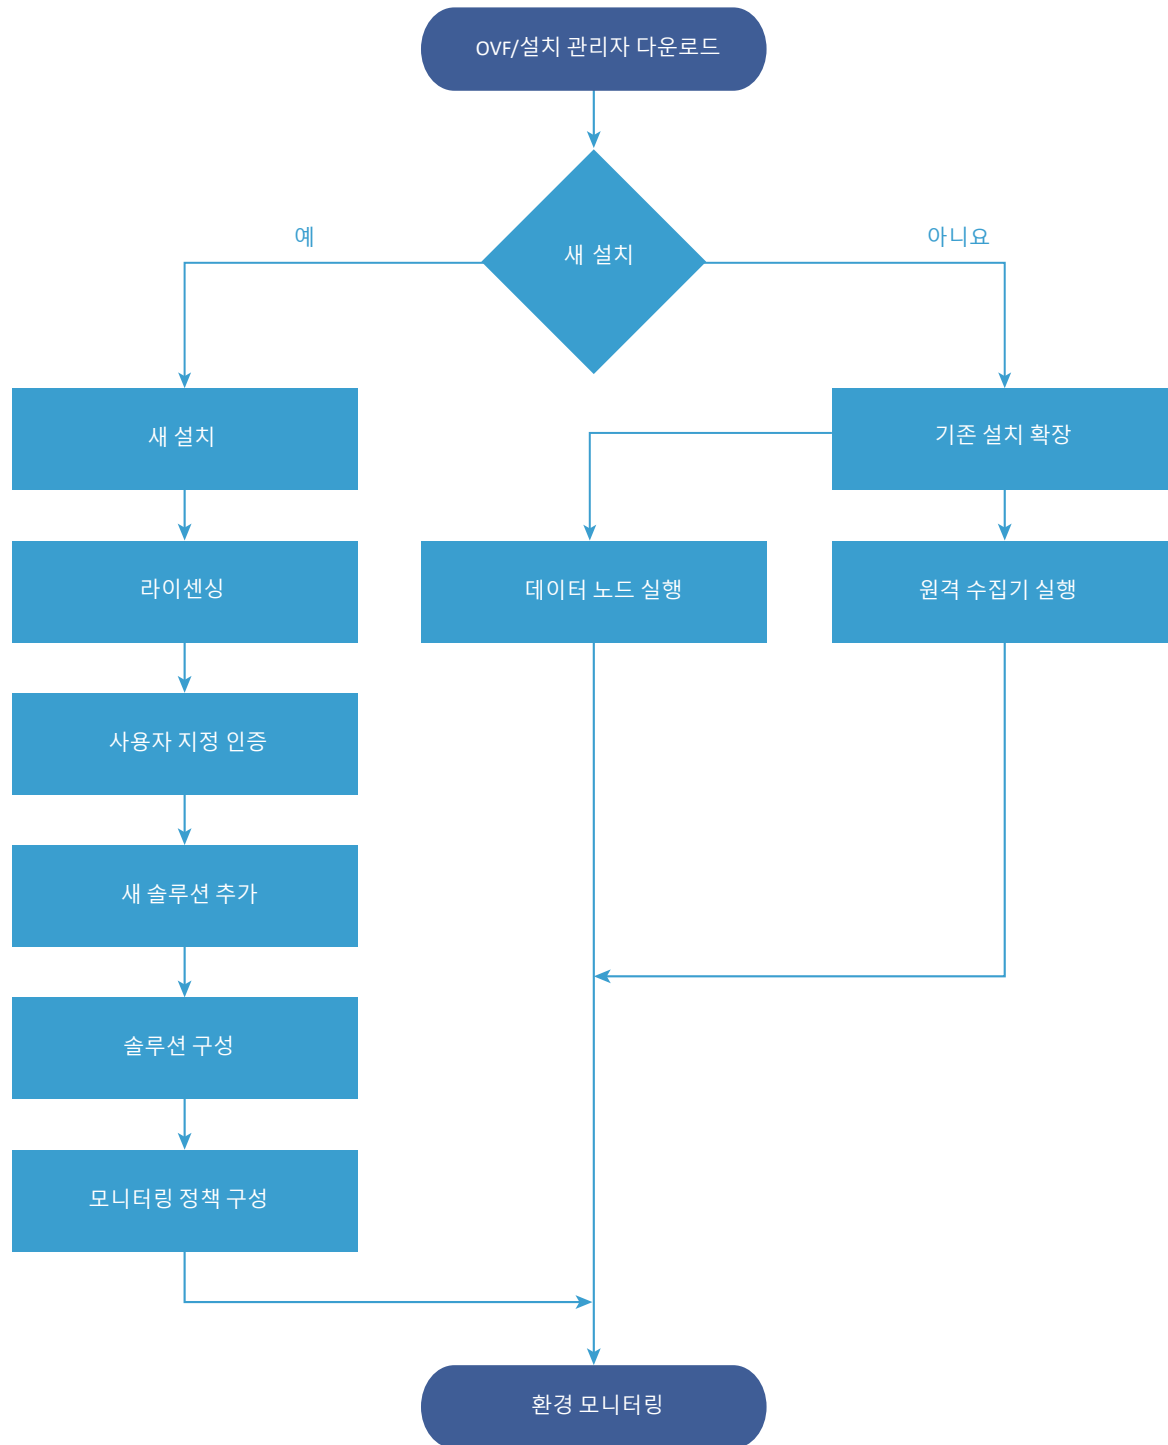 OVF/설치 관리자 다운로드
새 설치
예
아니요
새 설치
기존 설치 확장
라이센싱
데이터 노드 실행
원격 수집기 실행
사용자 지정 인증
새 솔루션 추가
솔루션 구성
모니터링 정책 구성
환경 모니터링